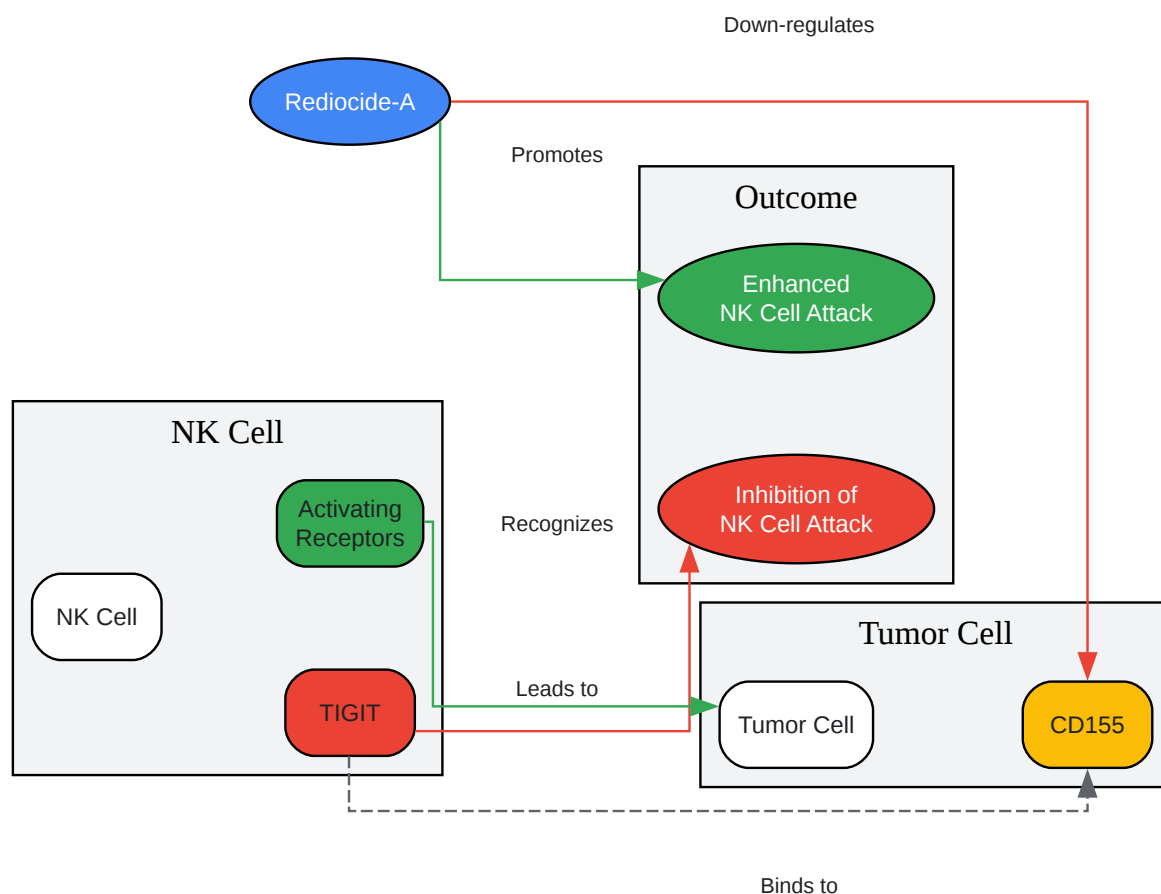 Down-regulates
Rediocide-A
Promotes
Outcome
Enhanced
NK Cell Attack
NK Cell
Activating
Receptors
Recognizes
Inhibition of
NK Cell Attack
NK Cell
Tumor Cell
Leads to
TIGIT
Tumor Cell
CD155
Binds to